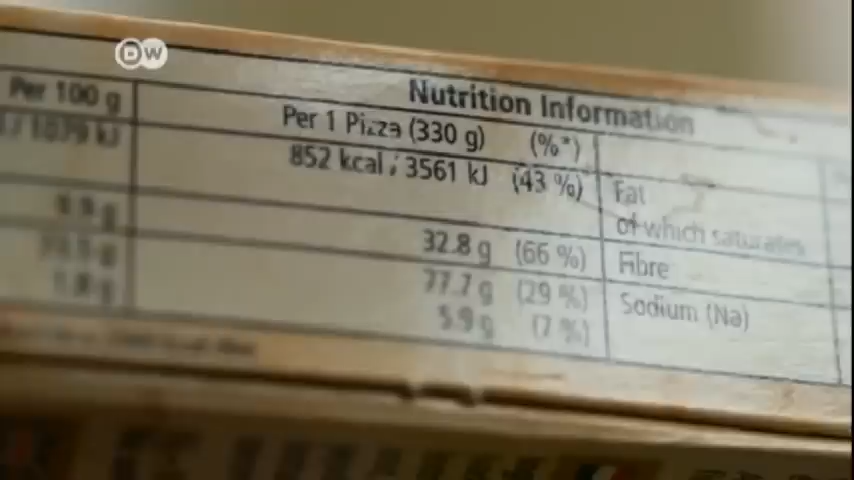 DW
Nutrition Information
Per 100 g
Per 1 Pizza (330 g) (%*)
852 kcal / 3561 kJ (43 %)
Fat
of which saturates
32.8 g (66 %)
Fibre
77.7 g (29 %)
Sodium (Na)
5.9 g (7 %)